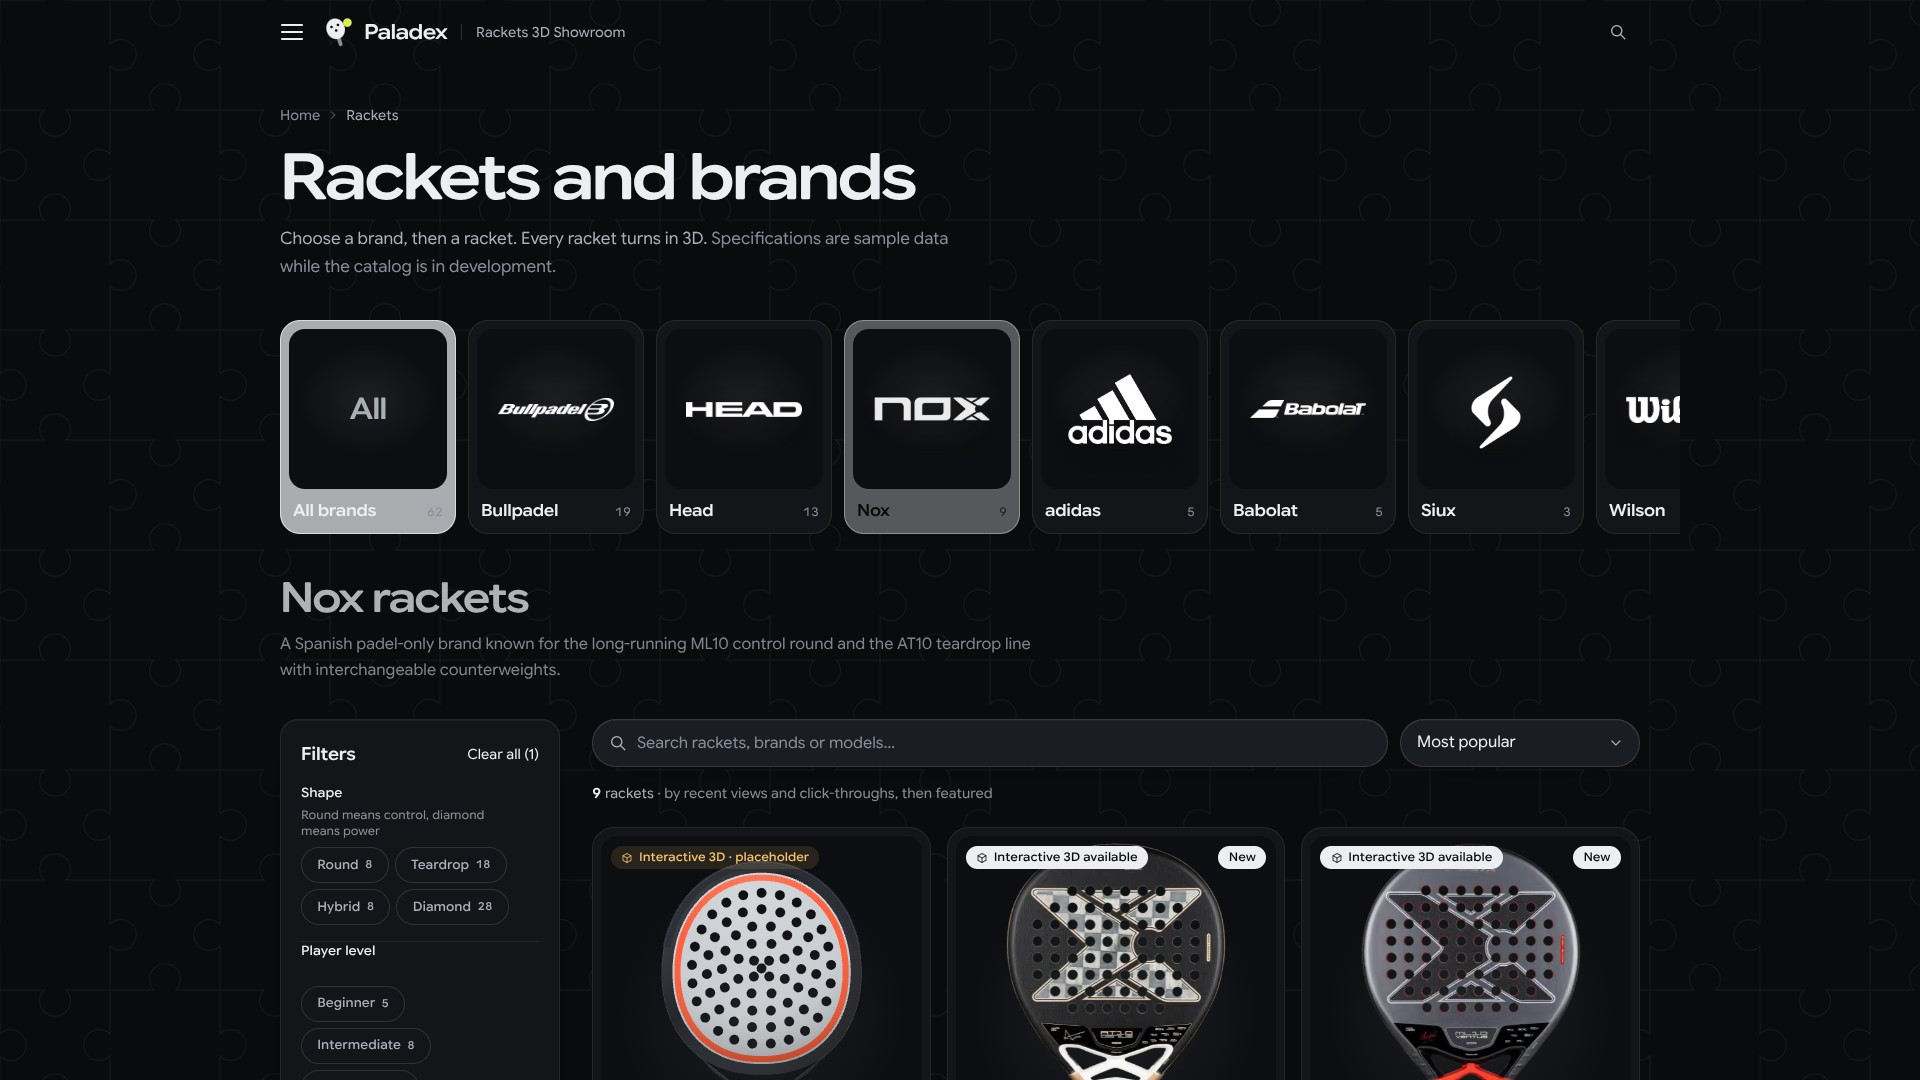 Paladex
Rackets 3D Showroom
Home > Rackets
Rackets and brands
Choose a brand, then a racket. Every racket turns in 3D. Specifications are sample data
while the catalog is in development.
All
Bullpadel
HEAD
nox
adidas
Babolat
Wil
All brands 62
Bullpadel 19
Head 13
Nox 9
adidas 5
Babolat 5
Siux 3
Wilson
Nox rackets
A Spanish padel-only brand known for the long-running ML10 control round and the AT10 teardrop line
with interchangeable counterweights.
Filters
Clear all (1)
Shape
Round means control, diamond
means power
Round 8
Teardrop 18
Hybrid 8
Diamond 28
Player level
Beginner 5
Intermediate 8
Search rackets, brands or models...
Most popular
9 rackets · by recent views and click-throughs, then featured
Interactive 3D · placeholder
Interactive 3D available
New
Interactive 3D available
New
AT10
ML10
VENTUS